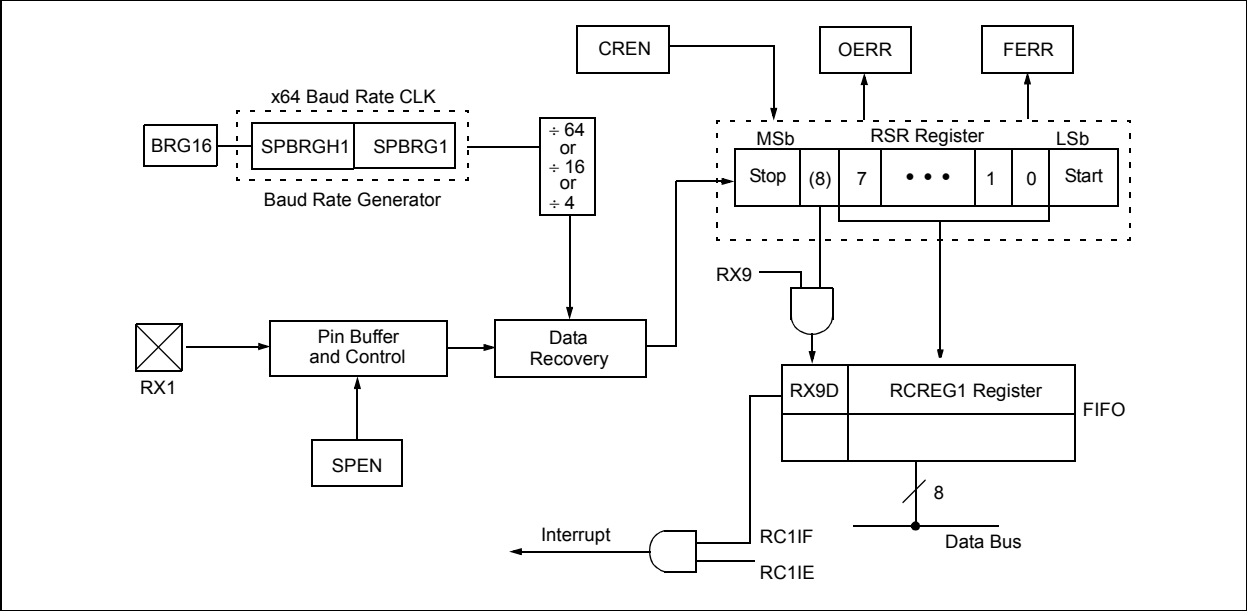 CREN
OERR
FERR
x64 Baud Rate CLK
BRG16
SPBRGH1
SPBRG1
Baud Rate Generator
÷ 64
or
÷ 16
or
÷ 4
MSb
RSR Register
LSb
Stop
(8)
7
• • •
1
0
Start
RX9
Pin Buffer
and Control
Data
Recovery
RX1
SPEN
RX9D
RCREG1 Register
FIFO
8
Data Bus
Interrupt
RC1IF
RC1IE